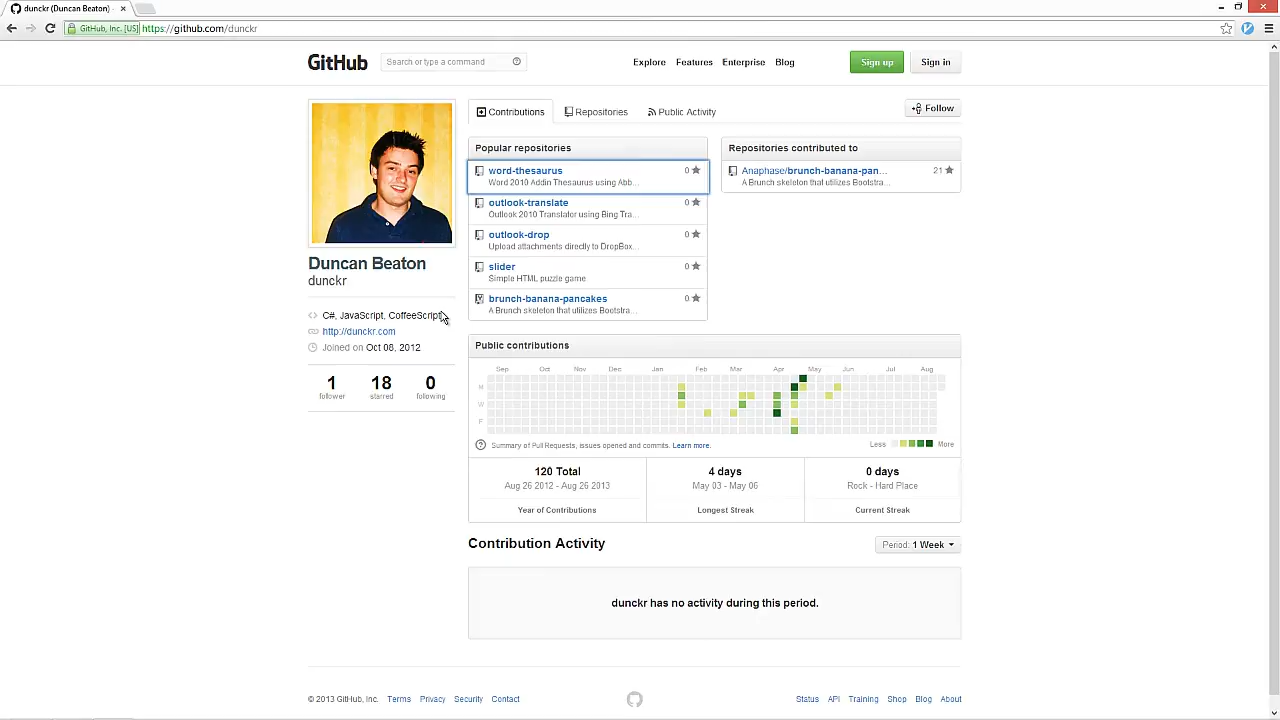 dunckr (Duncan Beaton) -
GitHub, Inc. [US] https://github.com/dunckr
GitHub Search or type a command Explore Features Enterprise Blog Sign up Sign in
Contributions Repositories Public Activity Follow
Popular repositories
word-thesaurus 0
Word 2010 Addin Thesaurus using Abb...
outlook-translate 0
Outlook 2010 Translator using Bing Tra...
outlook-drop 0
Upload attachments directly to DropBox...
slider 0
Simple HTML puzzle game
brunch-banana-pancakes 0
A Brunch skeleton that utilizes Bootstra...
Repositories contributed to
Anaphase/brunch-banana-pan... 21
A Brunch skeleton that utilizes Bootstra...
Duncan Beaton
dunckr
C#, JavaScript, CoffeeScript
http://dunckr.com
Joined on Oct 08, 2012
1 18 0
follower starred following
Public contributions
Sep Oct Nov Dec Jan Feb Mar Apr May Jun Jul Aug
M
W
F
Summary of Pull Requests, issues opened and commits. Learn more. Less More
120 Total 4 days 0 days
Aug 26 2012 - Aug 26 2013 May 03 - May 06 Rock - Hard Place
Year of Contributions Longest Streak Current Streak
Contribution Activity Period: 1 Week
dunckr has no activity during this period.
© 2013 GitHub, Inc. Terms Privacy Security Contact Status API Training Shop Blog About